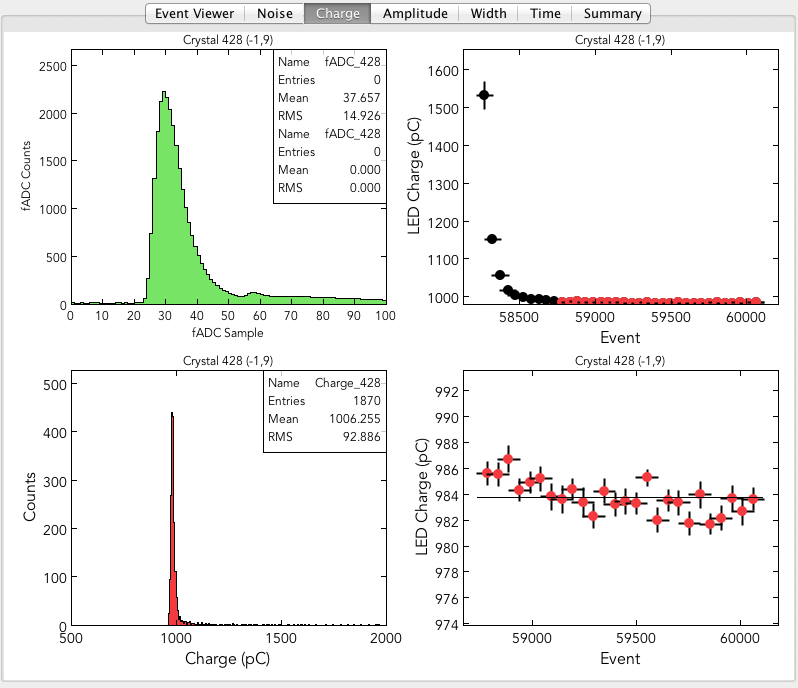 Event Viewer Noise Charge Amplitude Width Time Summary
Crystal 428 (-1,9)
fADC Counts
2500
2000
1500
1000
500
0
Name fADC_428
Entries 0
Mean 37.657
RMS 14.926
Name fADC_428
Entries 0
Mean 0.000
RMS 0.000
0 10 20 30 40 50 60 70 80 90 100
fADC Sample
Crystal 428 (-1,9)
LED Charge (pC)
1600
1500
1400
1300
1200
1100
1000
58500 59000 59500 60000
Event
Crystal 428 (-1,9)
Counts
500
400
300
200
100
0
Name Charge_428
Entries 1870
Mean 1006.255
RMS 92.886
500 1000 1500 2000
Charge (pC)
Crystal 428 (-1,9)
LED Charge (pC)
992
990
988
986
984
982
980
978
976
974
59000 59500 60000
Event